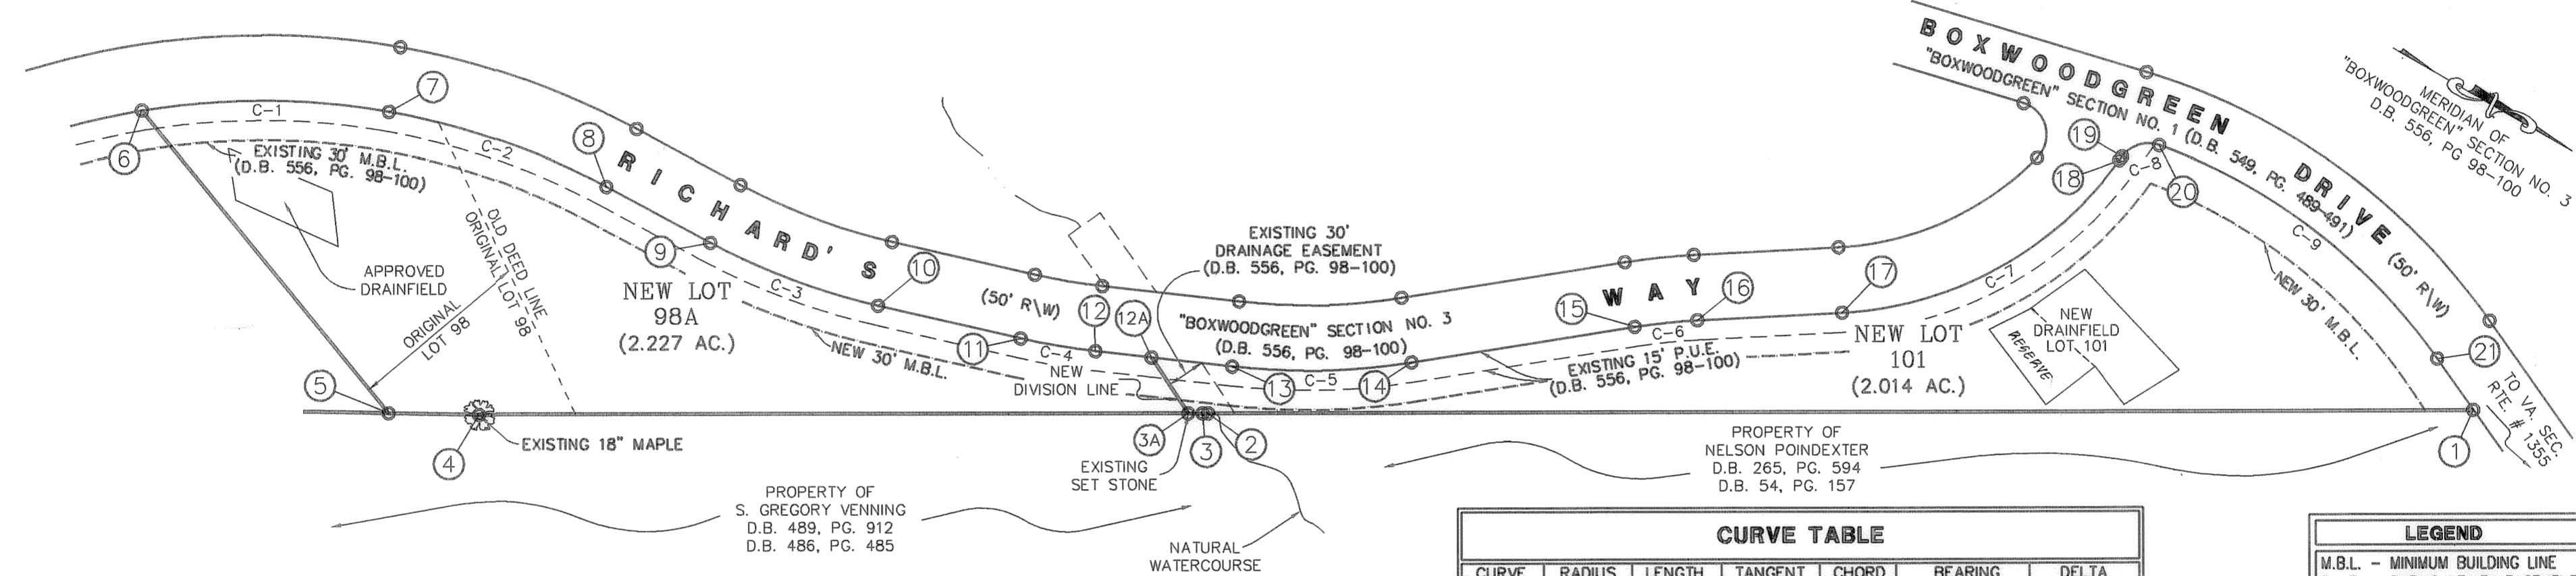 BOXWOODGREEN DRIVE (50' R\W)
"BOXWOODGREEN" SECTION NO. 1 (D.B. 549, PG. 489-491)
MERIDIAN OF
"BOXWOODGREEN" SECTION NO. 3
D.B. 556, PG 98-100
7
C-1
C-2
8
6
EXISTING 30' M.B.L.
(D.B. 556, PG. 98-100)
19
18
C-8
20
RICHARD'S WAY
(50' R\W)
APPROVED
DRAINFIELD
OLD DEED LINE
ORIGINAL LOT 98
ORIGINAL
LOT 98
9
NEW LOT
98A
(2.227 AC.)
C-3
10
EXISTING 30'
DRAINAGE EASEMENT
(D.B. 556, PG. 98-100)
C-9
C-7
NEW 30' M.B.L.
17
16
15
12
12A
"BOXWOODGREEN" SECTION NO. 3
(D.B. 556, PG. 98-100)
C-6
NEW LOT
101
(2.014 AC.)
NEW
DRAINFIELD
LOT 101
RESERVE
21
11
C-4
NEW 30' M.B.L.
NEW
DIVISION LINE
13
C-5
14
EXISTING 15' P.U.E.
(D.B. 556, PG. 98-100)
5
4
EXISTING 18" MAPLE
3A
3
2
1
TO VA. SEC.
RTE. # 1355
EXISTING
SET STONE
PROPERTY OF
NELSON POINDEXTER
D.B. 265, PG. 594
D.B. 54, PG. 157
PROPERTY OF
S. GREGORY VENNING
D.B. 489, PG. 912
D.B. 486, PG. 485
NATURAL
WATERCOURSE
CURVE TABLE
CURVE RADIUS LENGTH TANGENT CHORD BEARING DELTA
LEGEND
M.B.L. - MINIMUM BUILDING LINE